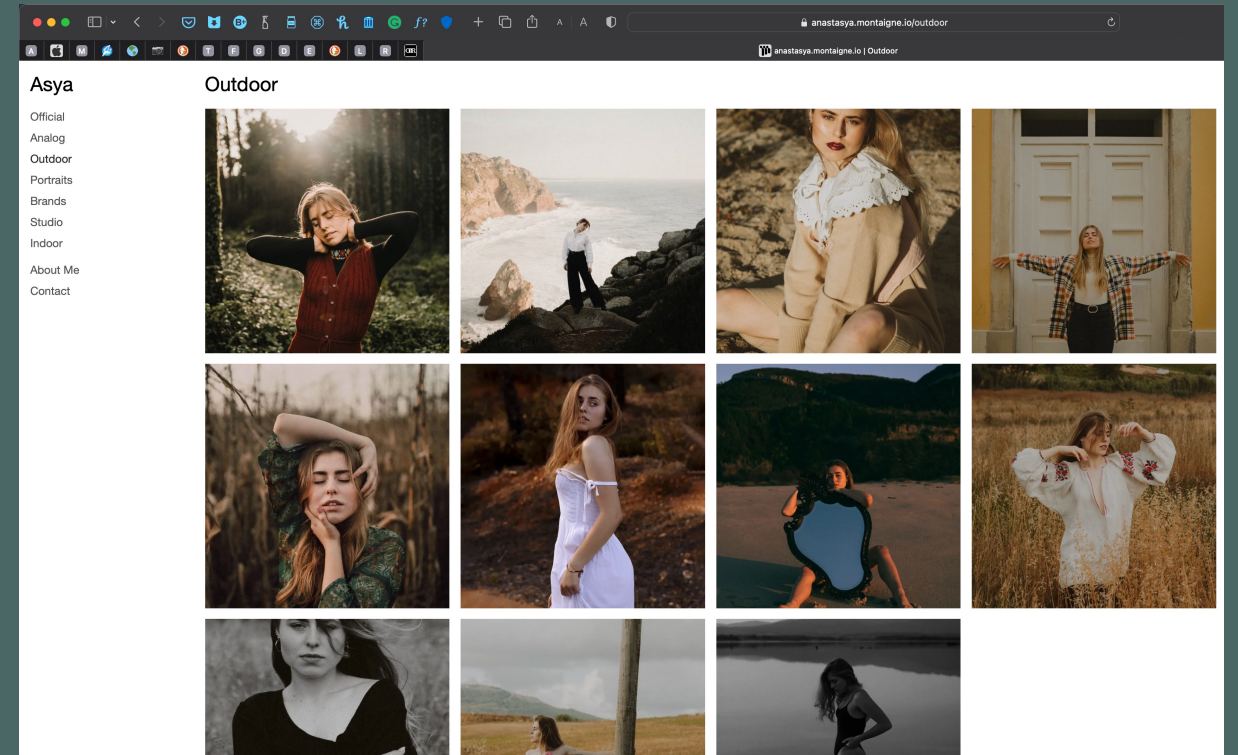 A A
anastasya.montaigne.io/outdoor
A M T F G D E L R
anastasya.montaigne.io | Outdoor
Asya
Outdoor
Official
Analog
Outdoor
Portraits
Brands
Studio
Indoor
About Me
Contact